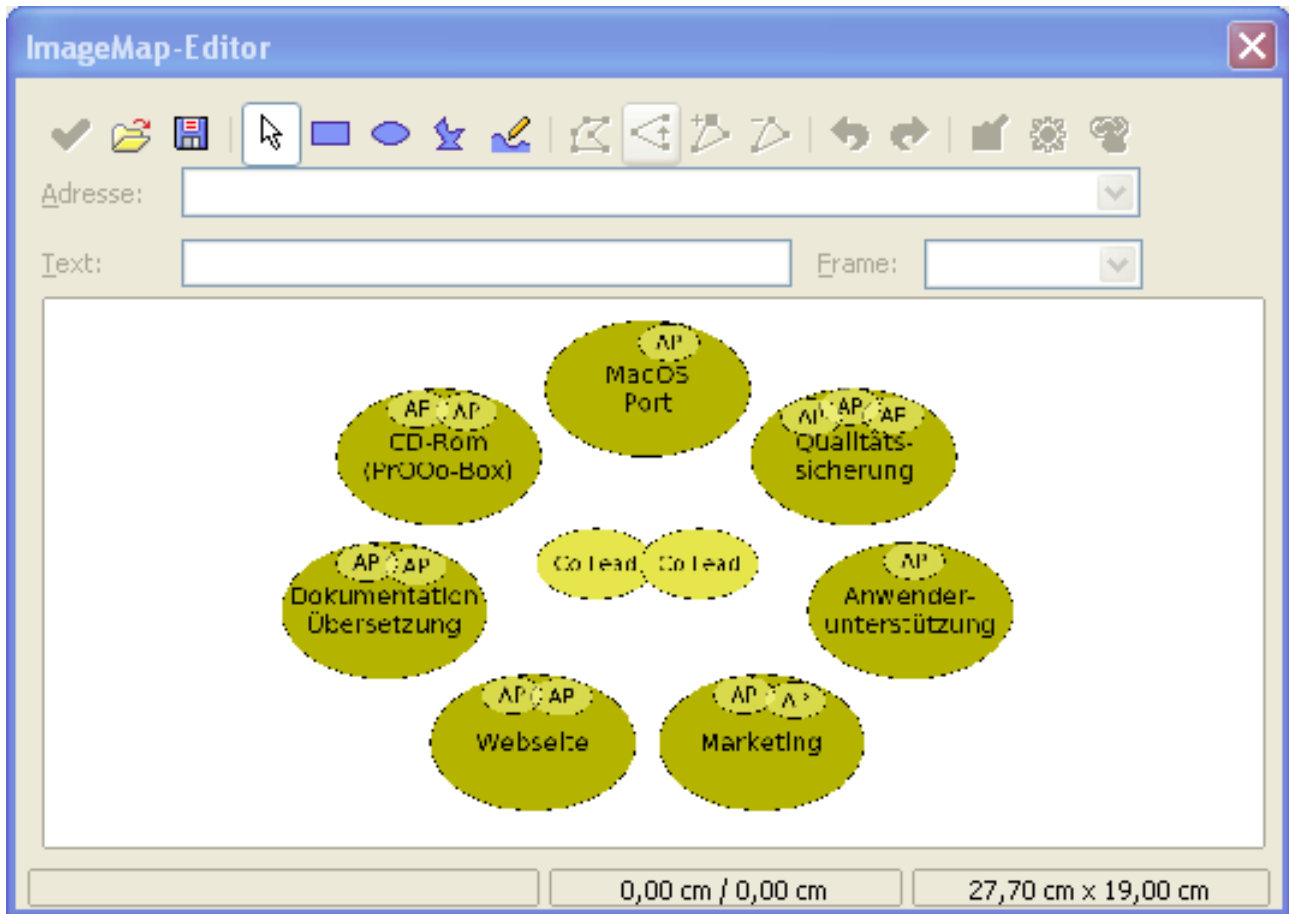 ImageMap-Editor
Adresse:
Text:
Frame:
AP
MacOS
Port
AP AP
CD-Rom
(PrOOo-Box)
AP AP AP
Qualitäts-
sicherung
Co Lead Co Lead
AP AP
Dokumentation
Übersetzung
AP
Anwender-
unterstützung
AP AP
Webseite
AP AP
Marketing
0,00 cm / 0,00 cm
27,70 cm x 19,00 cm